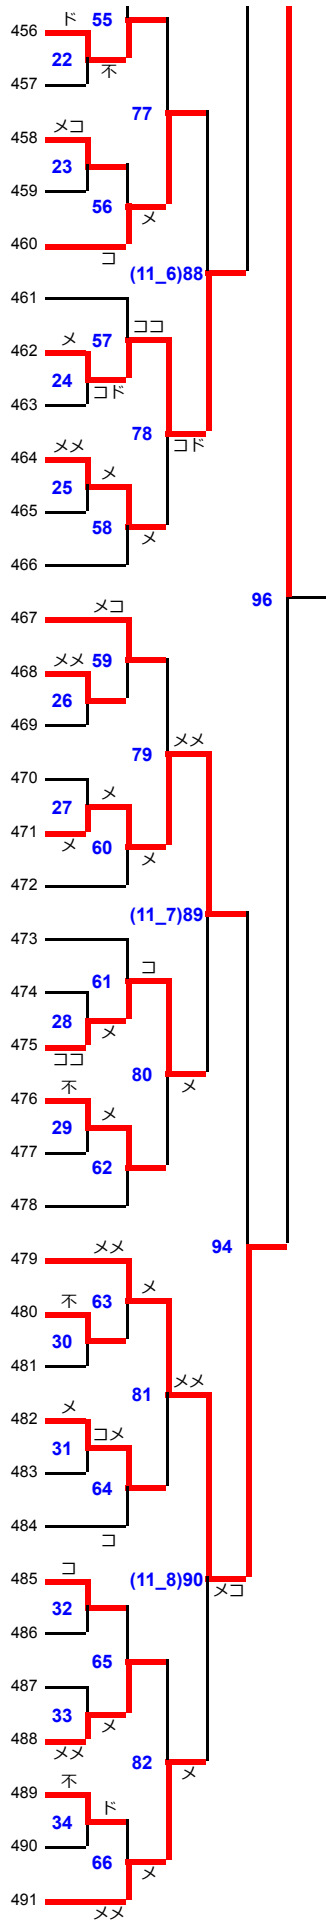 ド 55
456
22
不
457
77
メコ
458
23
459
56
メ
460
コ
(11_6)88
461
ココ
57
メ
462
24
コド
463
78
コド
メメ
464
メ
25
465
58
メ
466
96
メコ
467
メメ 59
468
26
469
メメ
79
470
メ
27
471
メ
60
メ
472
(11_7)89
473
コ
61
474
28
メ
475
ココ
80
メ
不
476
メ
29
477
62
478
94
メメ
479
メ
不 63
480
30
481
メメ
81
メ
482
コメ
31
483
64
484
コ
コ
485
(11_8)90
メコ
32
486
65
487
33
メ
488
メメ
82
メ
不
489
ド
34
490
66
メ
491
メメ